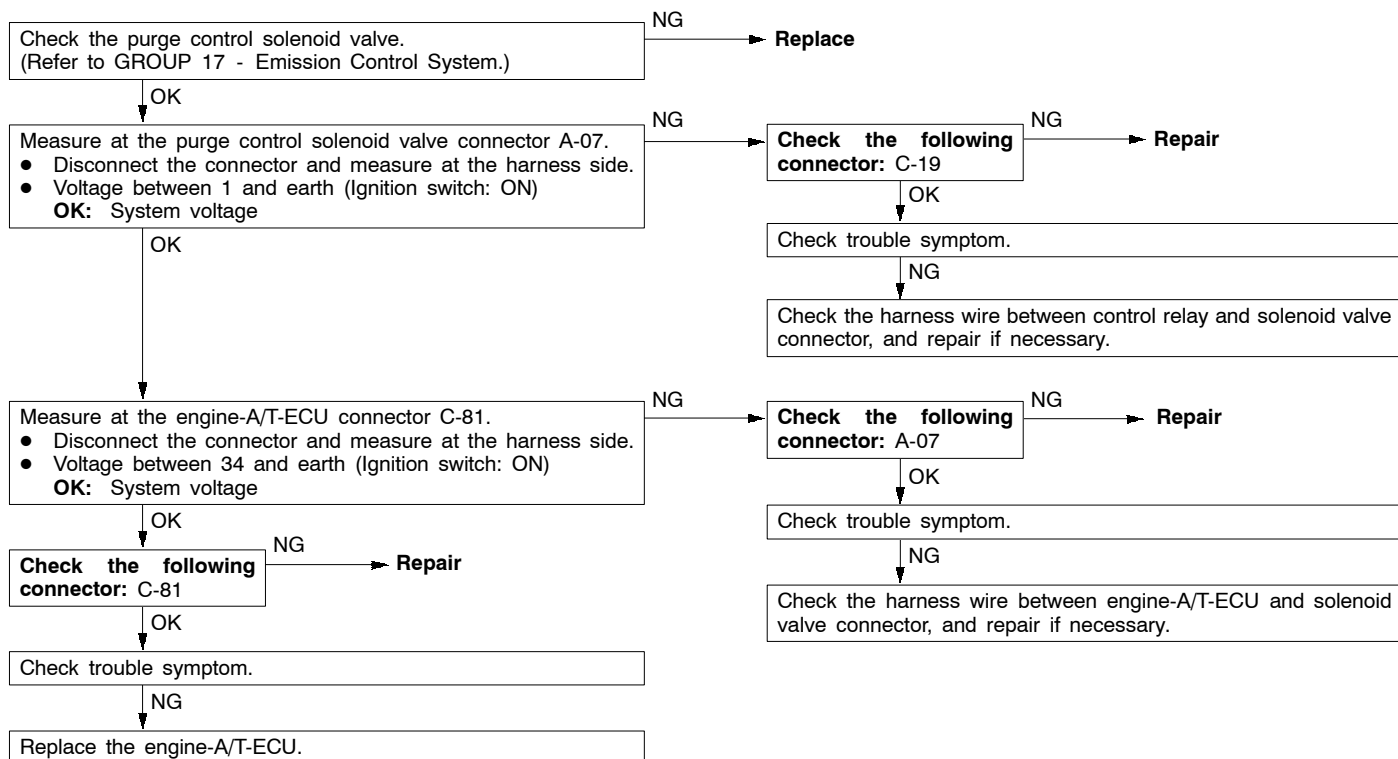 Check the purge control solenoid valve.
(Refer to GROUP 17 - Emission Control System.)
NG
Replace
OK
Measure at the purge control solenoid valve connector A-07.
● Disconnect the connector and measure at the harness side.
● Voltage between 1 and earth (Ignition switch: ON)
OK: System voltage
NG
Check the following
connector: C-19
NG
Repair
OK
Check trouble symptom.
NG
Check the harness wire between control relay and solenoid valve
connector, and repair if necessary.
OK
Measure at the engine-A/T-ECU connector C-81.
● Disconnect the connector and measure at the harness side.
● Voltage between 34 and earth (Ignition switch: ON)
OK: System voltage
NG
Check the following
connector: A-07
NG
Repair
OK
Check trouble symptom.
NG
Check the harness wire between engine-A/T-ECU and solenoid
valve connector, and repair if necessary.
OK
Check the following
connector: C-81
NG
Repair
OK
Check trouble symptom.
NG
Replace the engine-A/T-ECU.